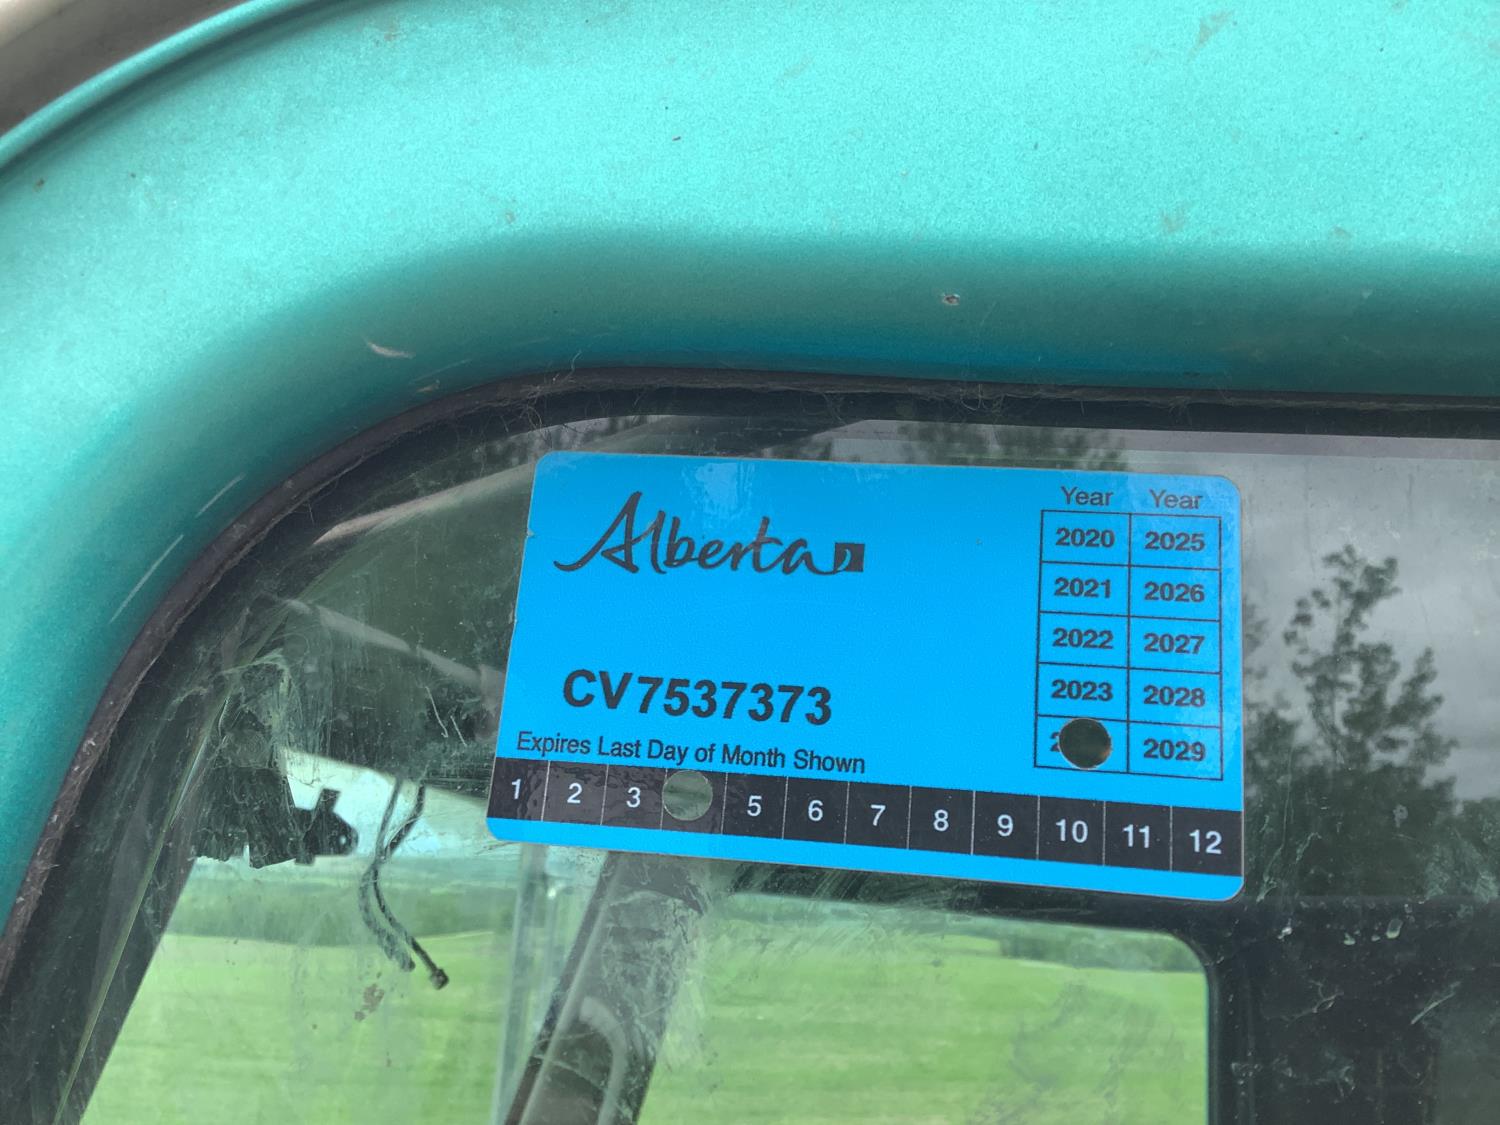 Alberta
Year Year
2020 2025
2021 2026
2022 2027
2023 2028
2029
CV7537373
Expires Last Day of Month Shown
1 2 3 5 6 7 8 9 10 11 12